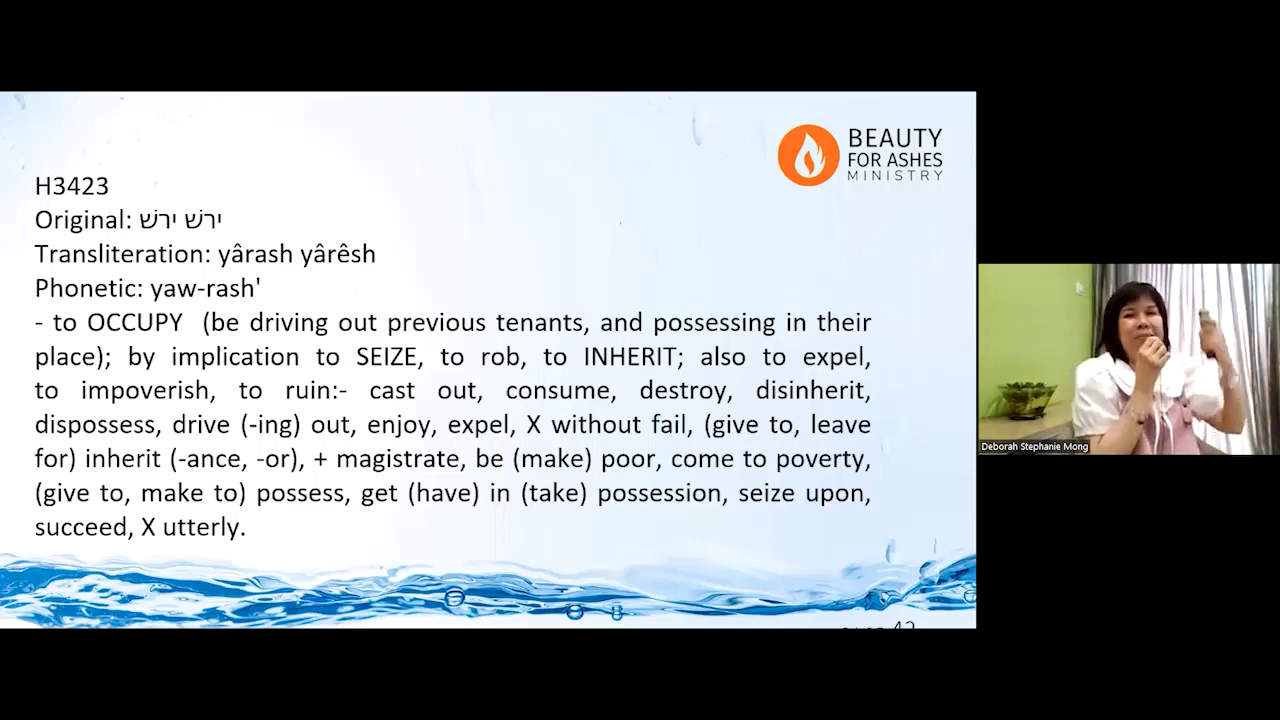 BEAUTY
FOR ASHES
MINISTRY
H3423
Original: ירשׁ ירשׁ
Transliteration: yârash yârêsh
Phonetic: yaw-rash'
- to OCCUPY (be driving out previous tenants, and possessing in their
place); by implication to SEIZE, to rob, to INHERIT; also to expel,
to impoverish, to ruin:- cast out, consume, destroy, disinherit,
dispossess, drive (-ing) out, enjoy, expel, X without fail, (give to, leave
for) inherit (-ance, -or), + magistrate, be (make) poor, come to poverty,
(give to, make to) possess, get (have) in (take) possession, seize upon,
succeed, X utterly.
Deborah Stephanie Mong